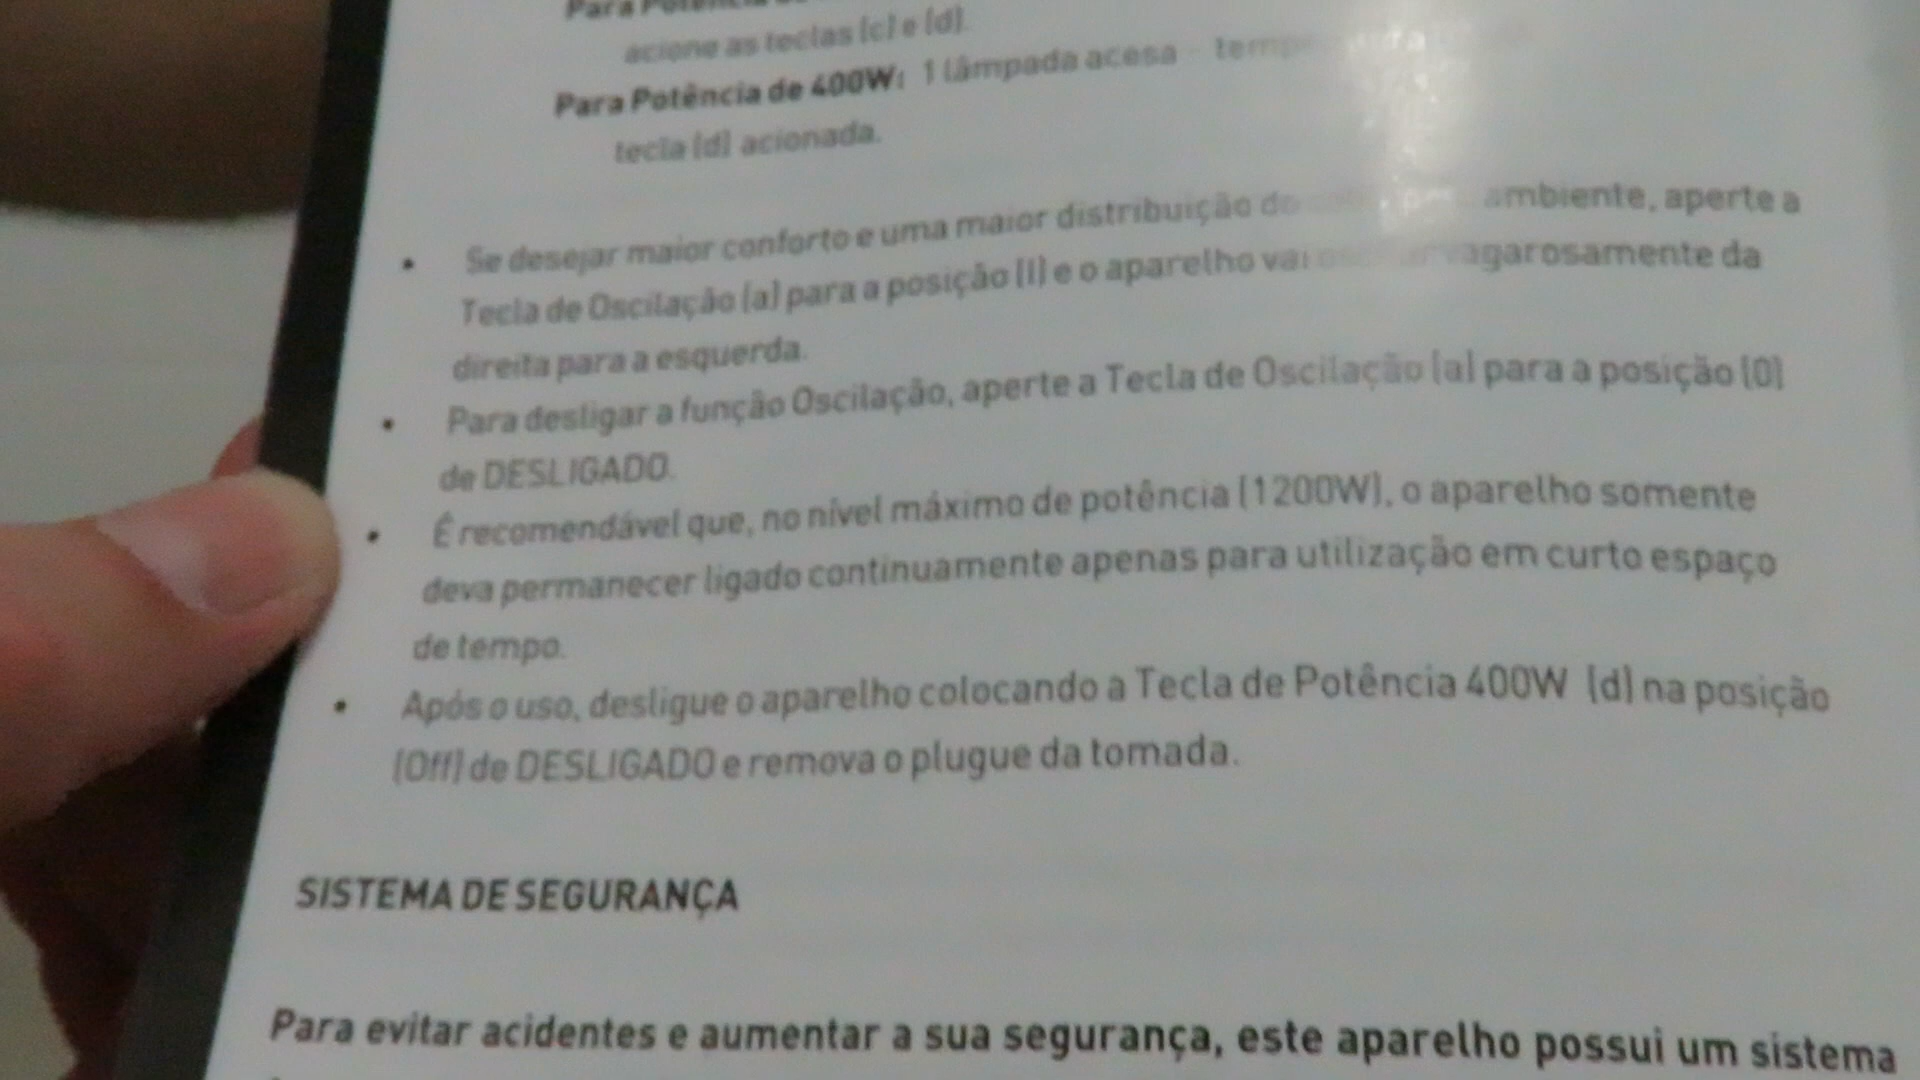 Para Potência
acione as teclas (c) e (d).
Para Potência de 400W: 1 lâmpada acesa -
tecla (d) acionada.
• Se desejar maior conforto e uma maior distribuição do ambiente, aperte a
Tecla de Oscilação (a) para a posição (I) e o aparelho vai vagarosamente da
direita para a esquerda.
• Para desligar a função Oscilação, aperte a Tecla de Oscilação (a) para a posição (0)
de DESLIGADO.
• É recomendável que, no nível máximo de potência (1200W), o aparelho somente
deva permanecer ligado continuamente apenas para utilização em curto espaço
de tempo.
• Após o uso, desligue o aparelho colocando a Tecla de Potência 400W (d) na posição
(Off) de DESLIGADO e remova o plugue da tomada.
SISTEMA DE SEGURANÇA
Para evitar acidentes e aumentar a sua segurança, este aparelho possui um sistema